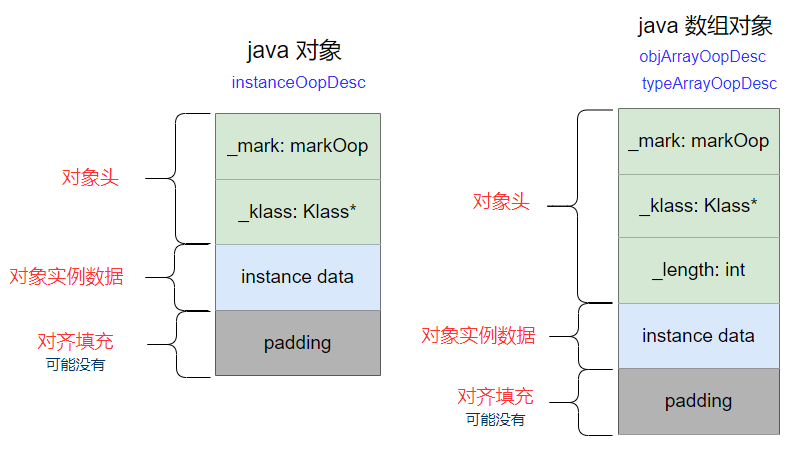 java 对象
instanceOopDesc
对象头
_mark: markOop
_klass: Klass*
对象实例数据
instance data
对齐填充
可能没有
padding
java 数组对象
objArrayOopDesc
typeArrayOopDesc
对象头
_mark: markOop
_klass: Klass*
_length: int
对象实例数据
instance data
对齐填充
可能没有
padding